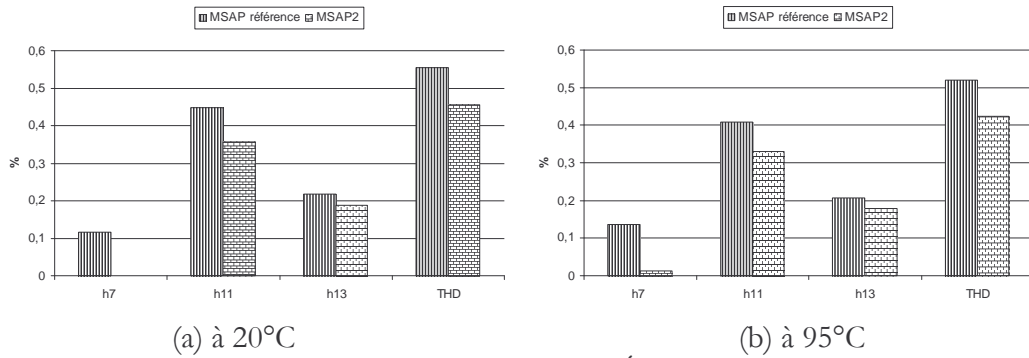 MSAP référence MSAP2
0,6
0,5
0,4
0,3
0,2
0,1
0
%
h7 h11 h13 THD
(a) à 20°C
MSAP référence MSAP2
0,6
0,5
0,4
0,3
0,2
0,1
0
%
h7 h11 h13 THD
(b) à 95°C